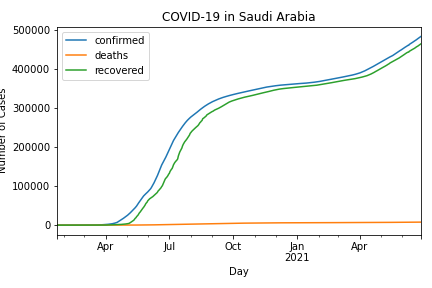 COVID-19 in Saudi Arabia
confirmed
deaths
recovered
500000
400000
300000
200000
100000
0
Number of Cases
Apr
Jul
Oct
Jan
2021
Apr
Day